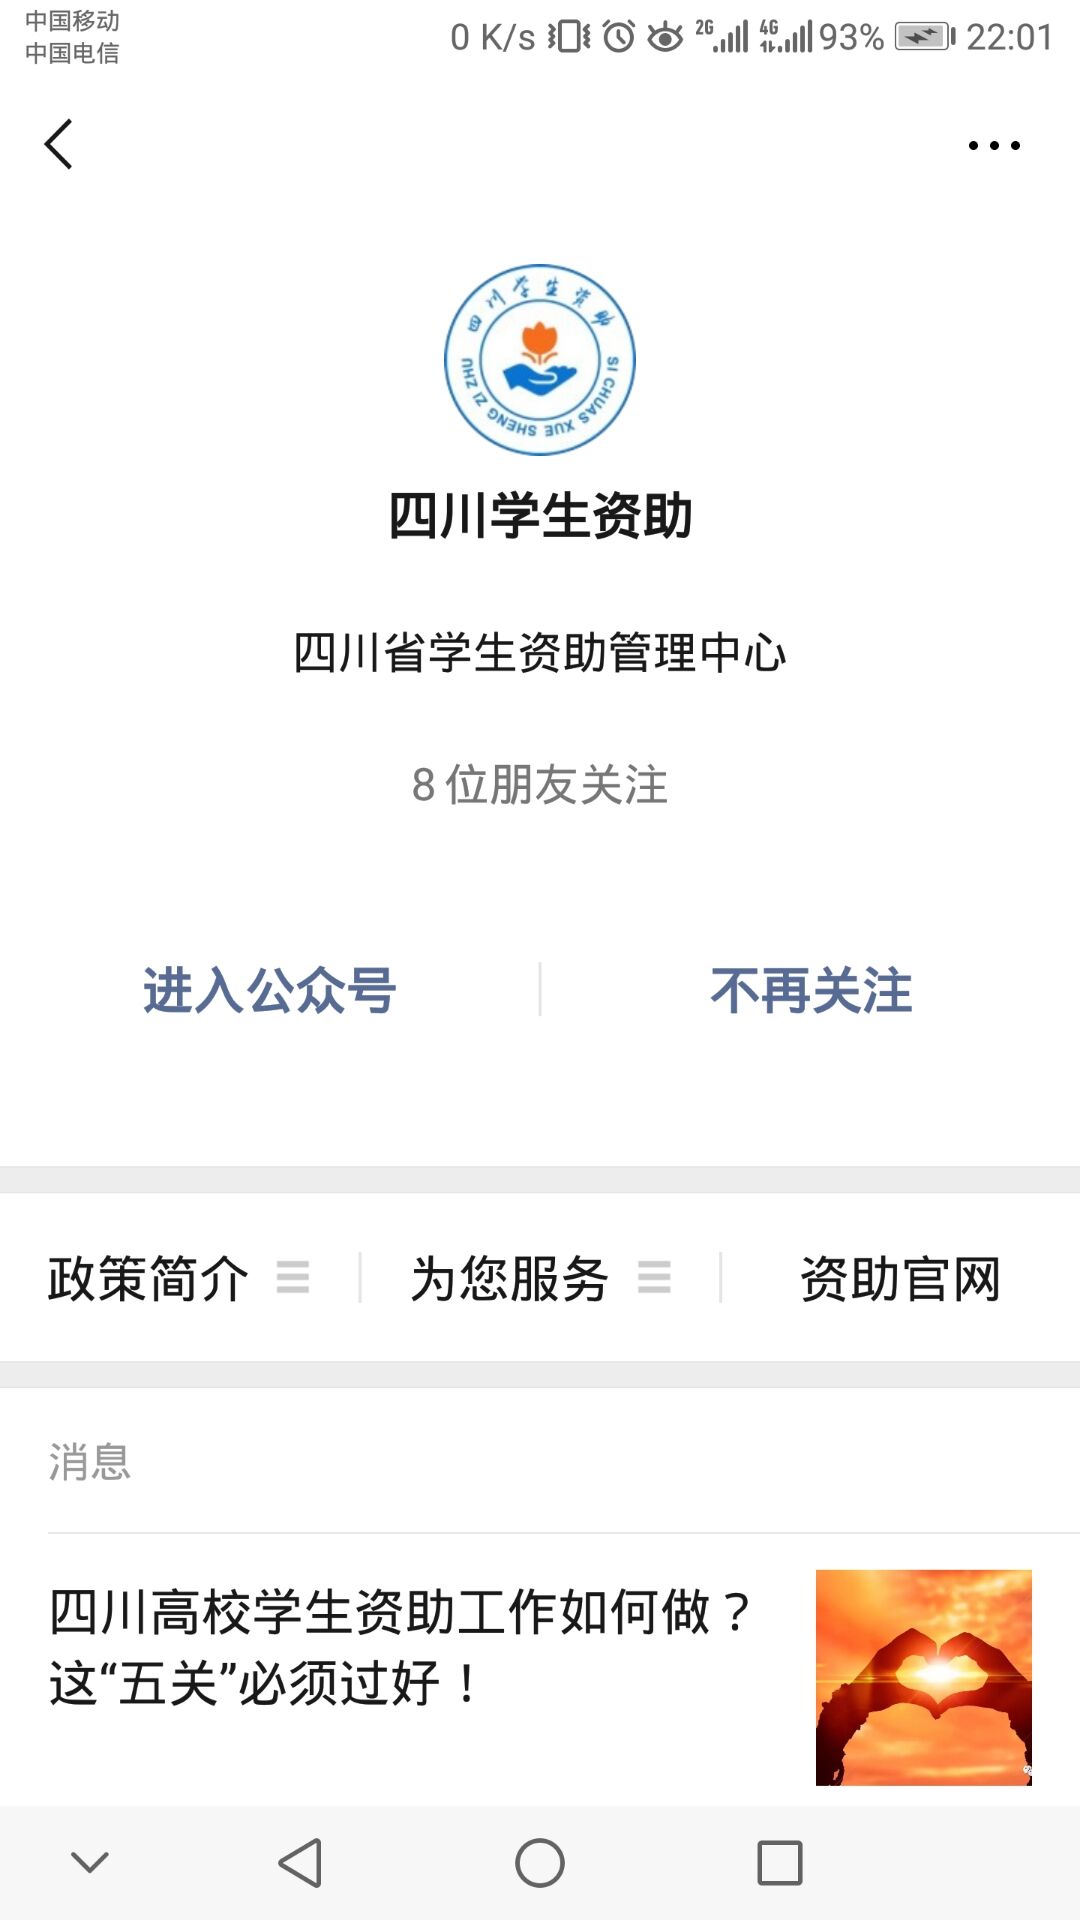 中国移动
中国电信
0 K/s 2G 4G 93% 22:01
四川学生资助
SI CHUAS XUE SHENG ZI ZHU
四川学生资助
四川省学生资助管理中心
8 位朋友关注
进入公众号 不再关注
政策简介 为您服务 资助官网
消息
四川高校学生资助工作如何做？
这“五关”必须过好！